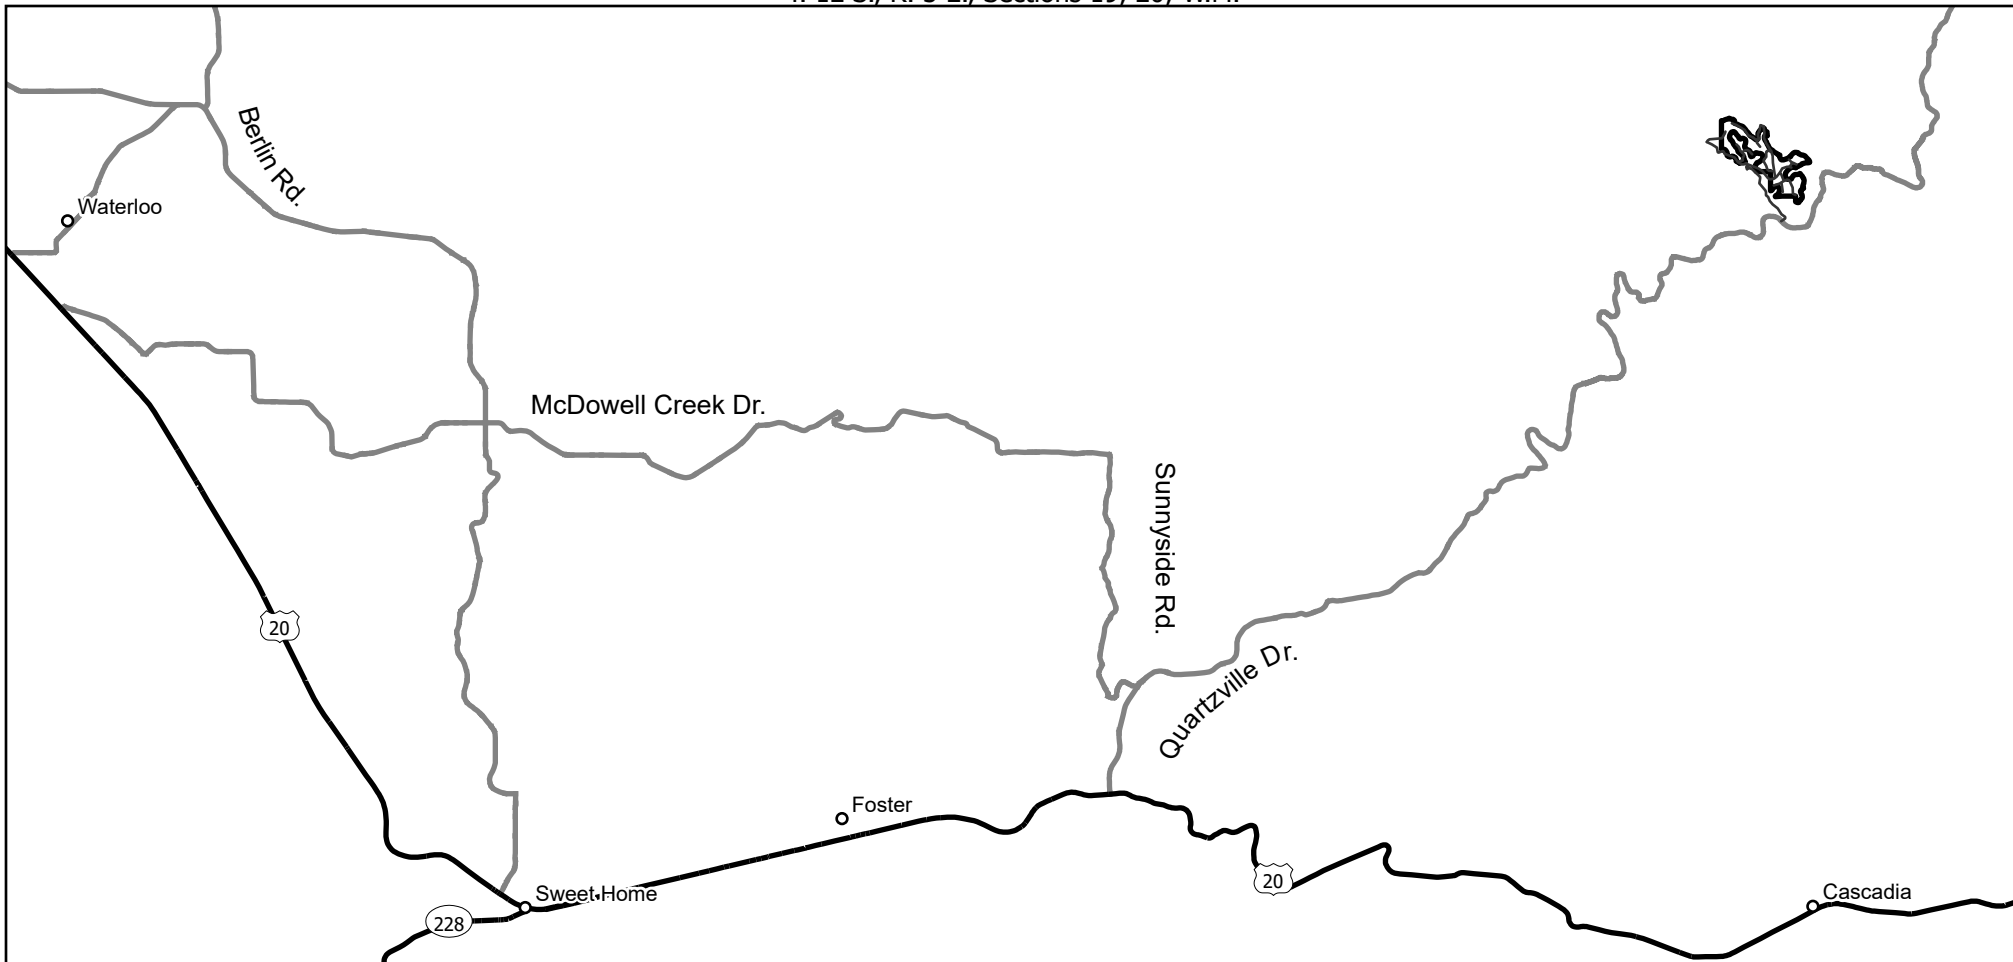 Berlin Rd.
Waterloo
McDowell Creek Dr.
Sunnyside Rd.
20
Quartzville Dr.
Foster
20
Sweet Home
Cascadia
228